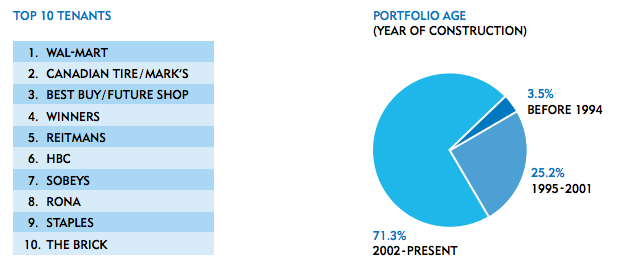 TOP 10 TENANTS
1. WAL-MART
2. CANADIAN TIRE/MARK'S
3. BEST BUY/FUTURE SHOP
4. WINNERS
5. REITMANS
6. HBC
7. SOBEYS
8. RONA
9. STAPLES
10. THE BRICK
PORTFOLIO AGE
(YEAR OF CONSTRUCTION)
3.5%
BEFORE 1994
25.2%
1995-2001
71.3%
2002-PRESENT